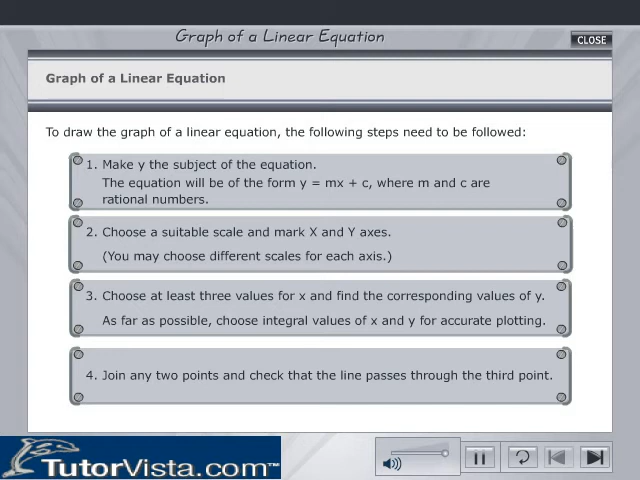 Graph of a Linear Equation
CLOSE
Graph of a Linear Equation
To draw the graph of a linear equation, the following steps need to be followed:
1. Make y the subject of the equation.
The equation will be of the form y = mx + c, where m and c are
rational numbers.
2. Choose a suitable scale and mark X and Y axes.
(You may choose different scales for each axis.)
3. Choose at least three values for x and find the corresponding values of y.
As far as possible, choose integral values of x and y for accurate plotting.
4. Join any two points and check that the line passes through the third point.
TutorVista.com™